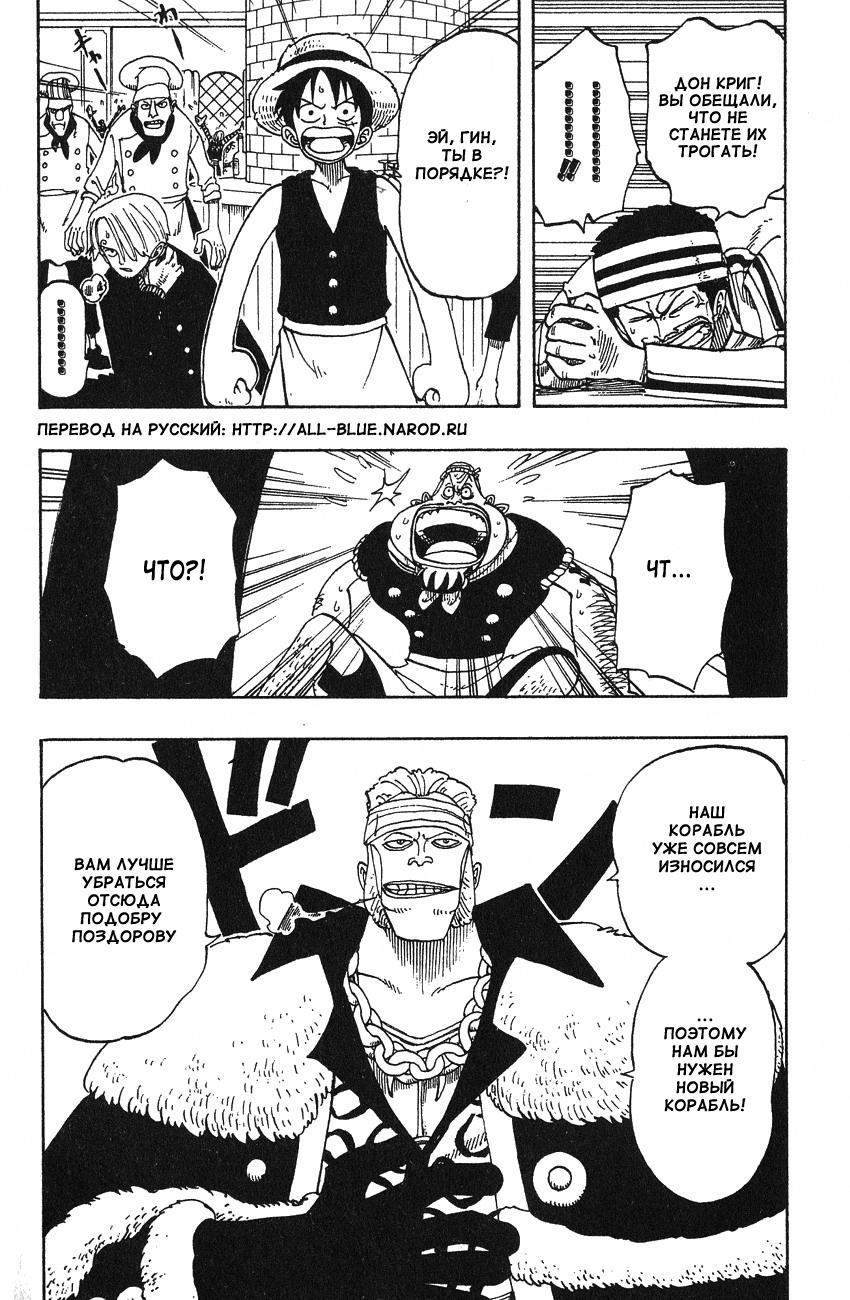 ДОН КРИГ!
ВЫ ОБЕЩАЛИ,
ЧТО НЕ
СТАНЕТЕ ИХ
ТРОГАТЬ!
ЭЙ, ГИН,
ТЫ В
ПОРЯДКЕ?!
ПЕРЕВОД НА РУССКИЙ: HTTP://ALL-BLUE.NAROD.RU
ЧТ...
ЧТО?!
НАШ
КОРАБЛЬ
УЖЕ СОВСЕМ
ИЗНОСИЛСЯ
...
...
ПОЭТОМУ
НАМ БЫ
НУЖЕН
НОВЫЙ
КОРАБЛЬ!
ВАМ ЛУЧШЕ
УБРАТЬСЯ
ОТСЮДА
ПОДОБРУ
ПОЗДОРОВУ